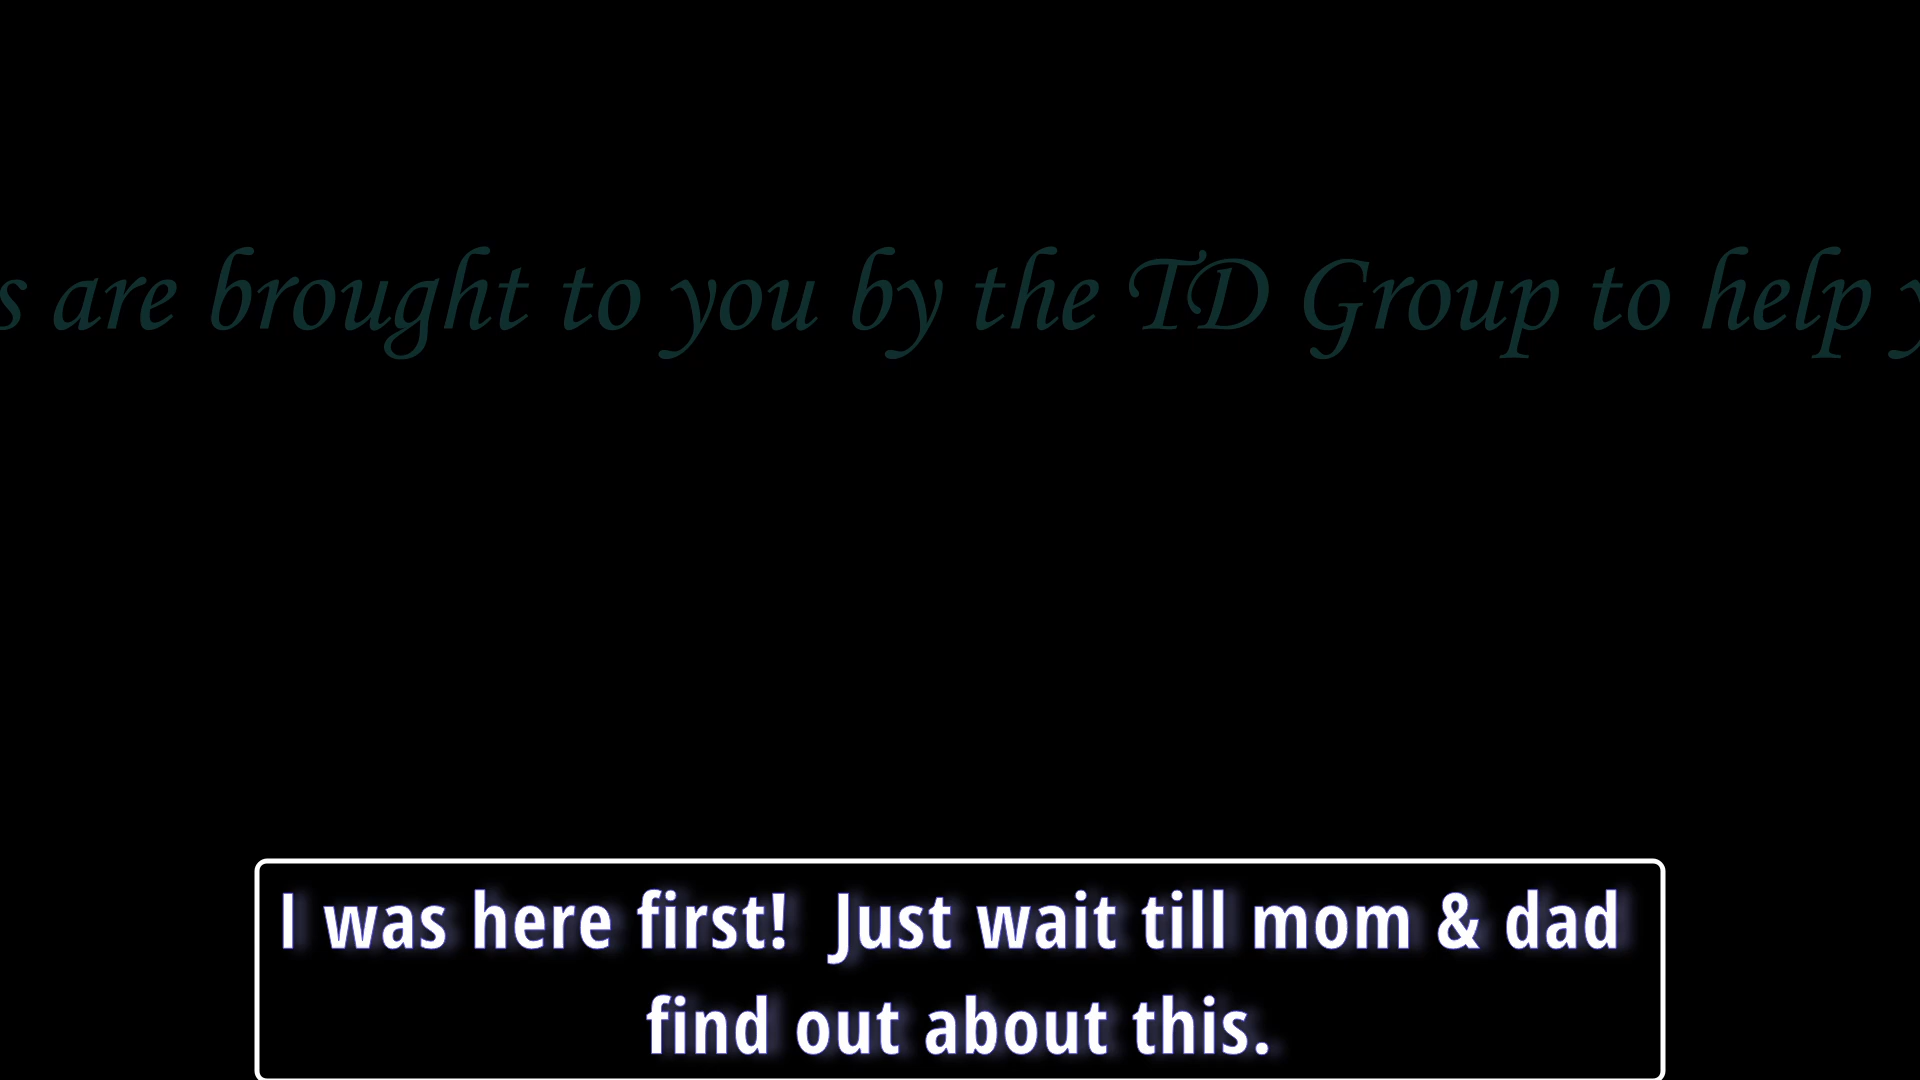 s are brought to you by the TD Group to help y
I was here first!  Just wait till mom & dad
find out about this.